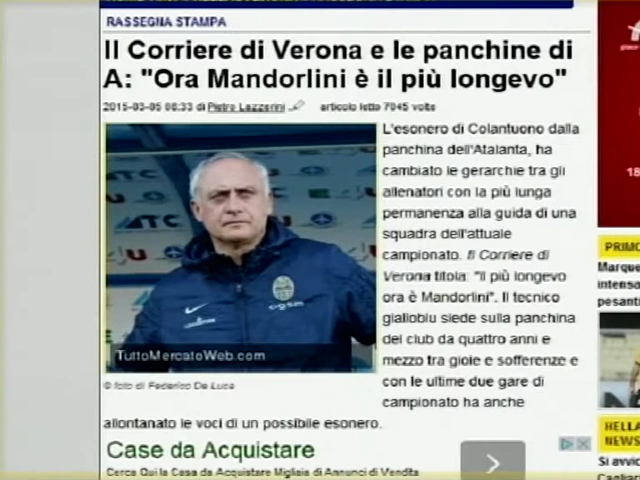 RASSEGNA STAMPA
Il Corriere di Verona e le panchine di
A: "Ora Mandorlini è il più longevo"
2015-03-05 08:33 di Pietro Lazzerini articolo letto 7045 volte
L'esonero di Colantuono dalla
panchina dell'Atalanta, ha
cambiato le gerarchie tra gli
allenatori con la più lunga
permanenza alla guida di una
squadra dell'attuale
campionato. Il Corriere di
Verona titola: "Il più longevo
ora è Mandorlini". Il tecnico
gialloblu siede sulla panchina
del club da quattro anni e
mezzo tra gioie e sofferenze e
con le ultime due gare di
campionato ha anche
allontanato le voci di un possibile esonero.
TuttoMercatoWeb.com
© foto di Federico De Luca
Case da Acquistare
Cerca Qui la Casa da Acquistare Migliaia di Annunci di Vendita
18
PRIMO
Marque
intenso
pesanti
HELLA
NEWS
Si avvic
Cagliar